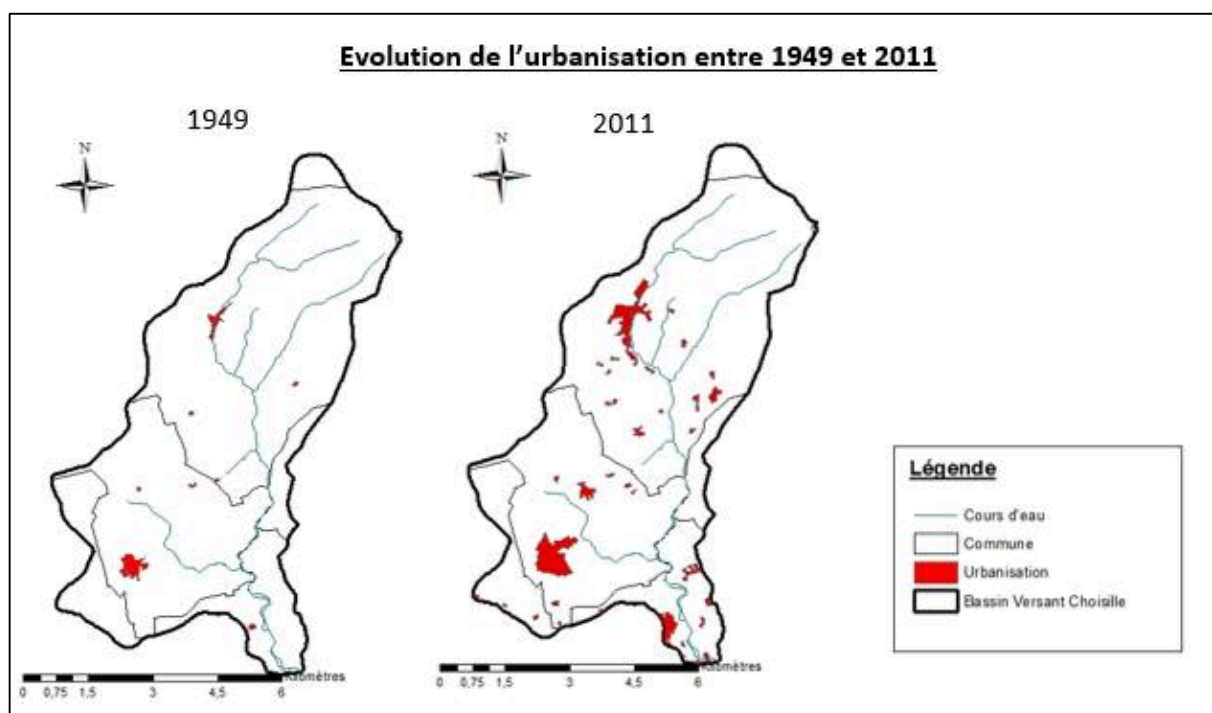 Evolution de l'urbanisation entre 1949 et 2011
1949
2011
N
N
Légende
Cours d'eau
Commune
Urbanisation
Bassin Versant Choisille
Kilomètres
0 0,75 1,5 3 4,5 6
Kilomètres
0 0,75 1,5 3 4,5 6